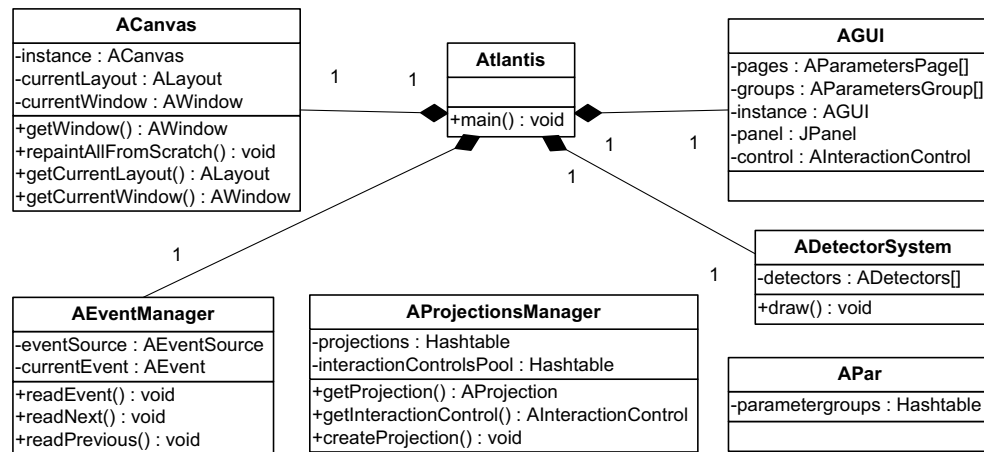 ACanvas
-instance : ACanvas
-currentLayout : ALayout
-currentWindow : AWindow
+getWindow() : AWindow
+repaintAllFromScratch() : void
+getCurrentLayout() : ALayout
+getCurrentWindow() : AWindow
1
1
Atlantis
+main() : void
1
1
1
AGUI
-pages : AParametersPage[]
-groups : AParametersGroup[]
-instance : AGUI
-panel : JPanel
-control : AInteractionControl
1
1
ADetectorSystem
-detectors : ADetectors[]
+draw() : void
AEventManager
-eventSource : AEventSource
-currentEvent : AEvent
+readEvent() : void
+readNext() : void
+readPrevious() : void
AProjectionsManager
-projections : Hashtable
-interactionControlsPool : Hashtable
+getProjection() : AProjection
+getInteractionControl() : AInteractionControl
+createProjection() : void
APar
-parametergroups : Hashtable